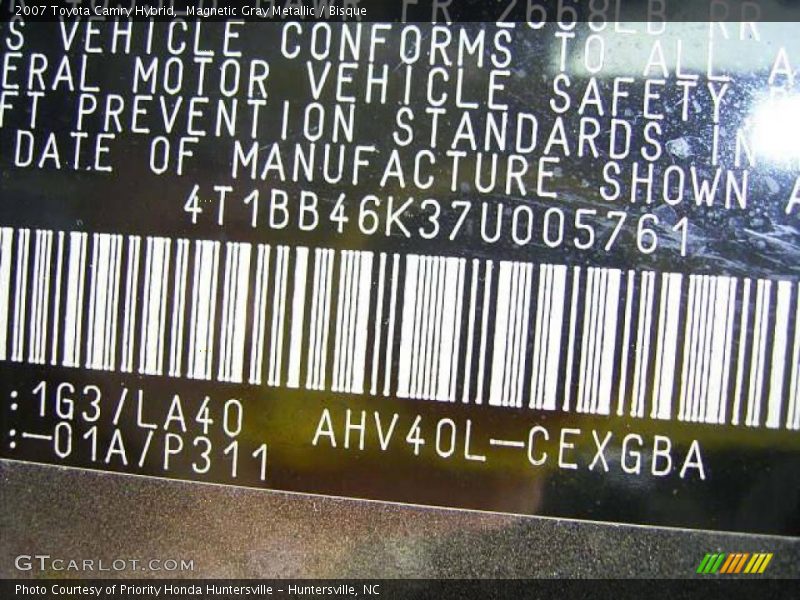 2007 Toyota Camry Hybrid, Magnetic Gray Metallic / Bisque
2668LB RR
S VEHICLE CONFORMS TO ALL A
ERAL MOTOR VEHICLE SAFETY
FT PREVENTION STANDARDS IN
DATE OF MANUFACTURE SHOWN A
4T1BB46K37U005761
:1G3/LA40 AHV40L-CEXGBA
:-01A/P311
GTCARLOT.COM
Photo Courtesy of Priority Honda Huntersville - Huntersville, NC